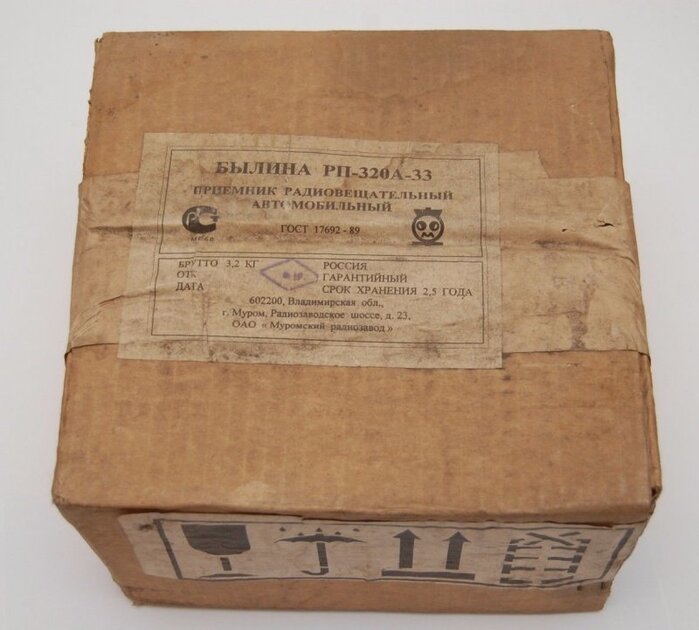 БЫЛИНА РП-320А-33
ПРИЕМНИК РАДИОВЕЩАТЕЛЬНЫЙ
АВТОМОБИЛЬНЫЙ
ГОСТ 17692 - 89
БРУТТО 3,2 КГ
ОТК
ДАТА
РОССИЯ
ГАРАНТИЙНЫЙ
СРОК ХРАНЕНИЯ 2,5 ГОДА
602200, Владимирская обл.,
г. Муром, Радиозаводское шоссе, д. 23,
ОАО « Муромский радиозавод »